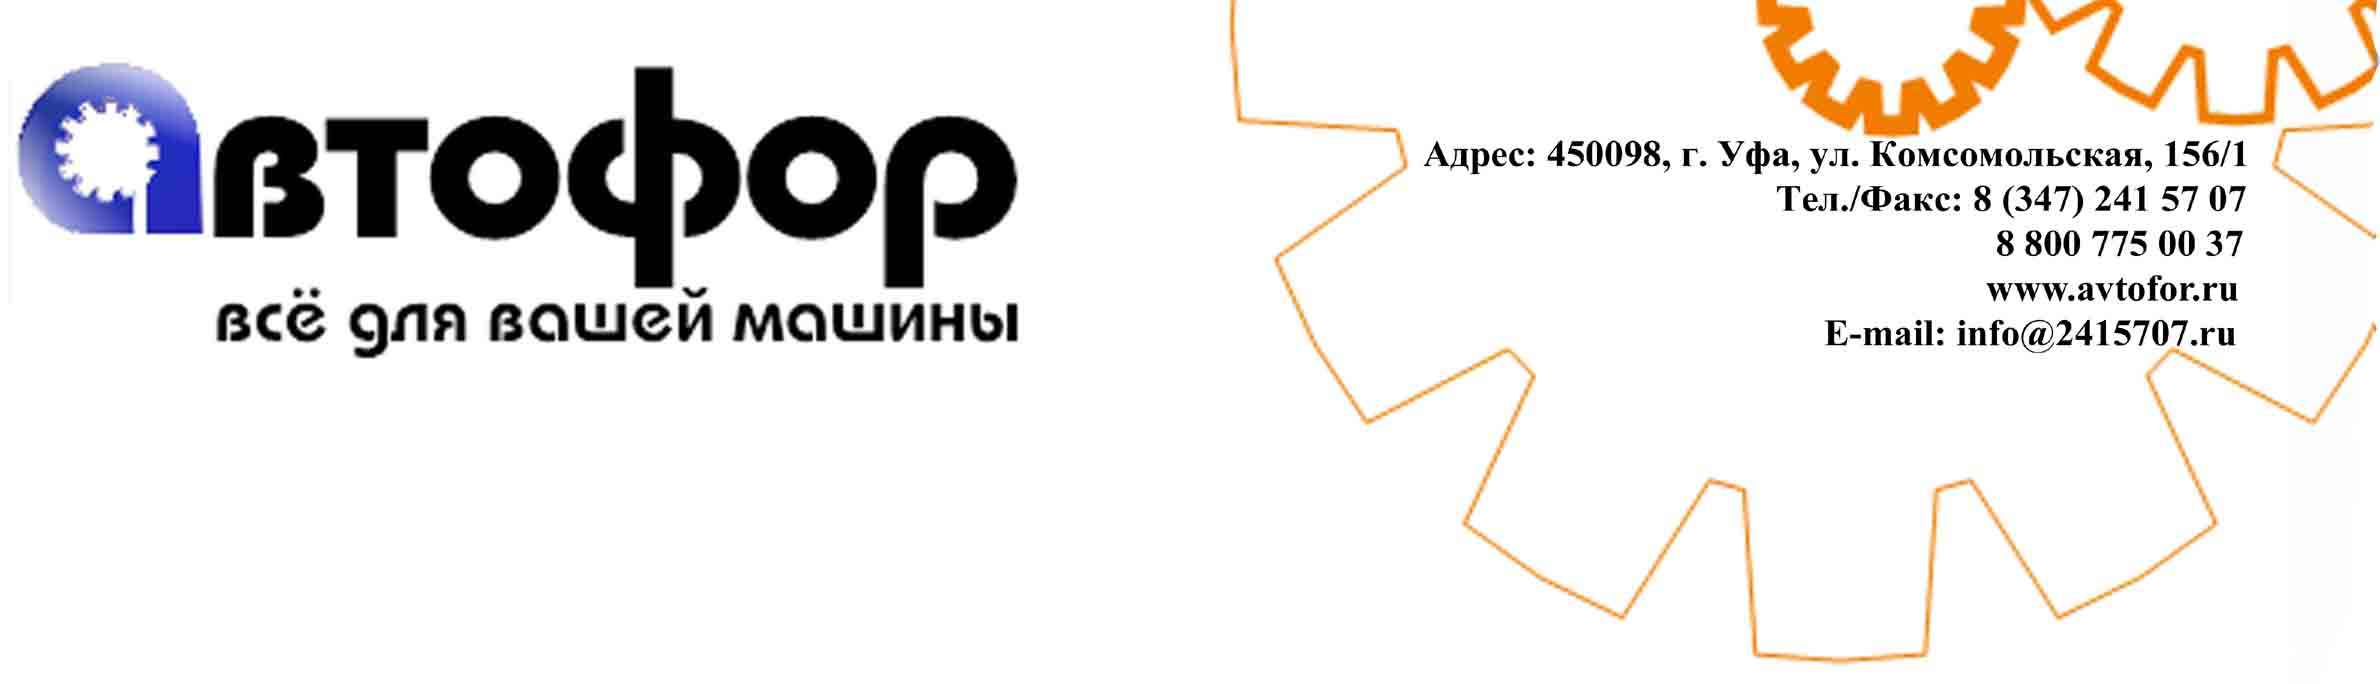 автофор
всё для вашей машины
Адрес: 450098, г. Уфа, ул. Комсомольская, 156/1
Тел./Факс: 8 (347) 241 57 07
8 800 775 00 37
www.avtofor.ru
E-mail: info@2415707.ru